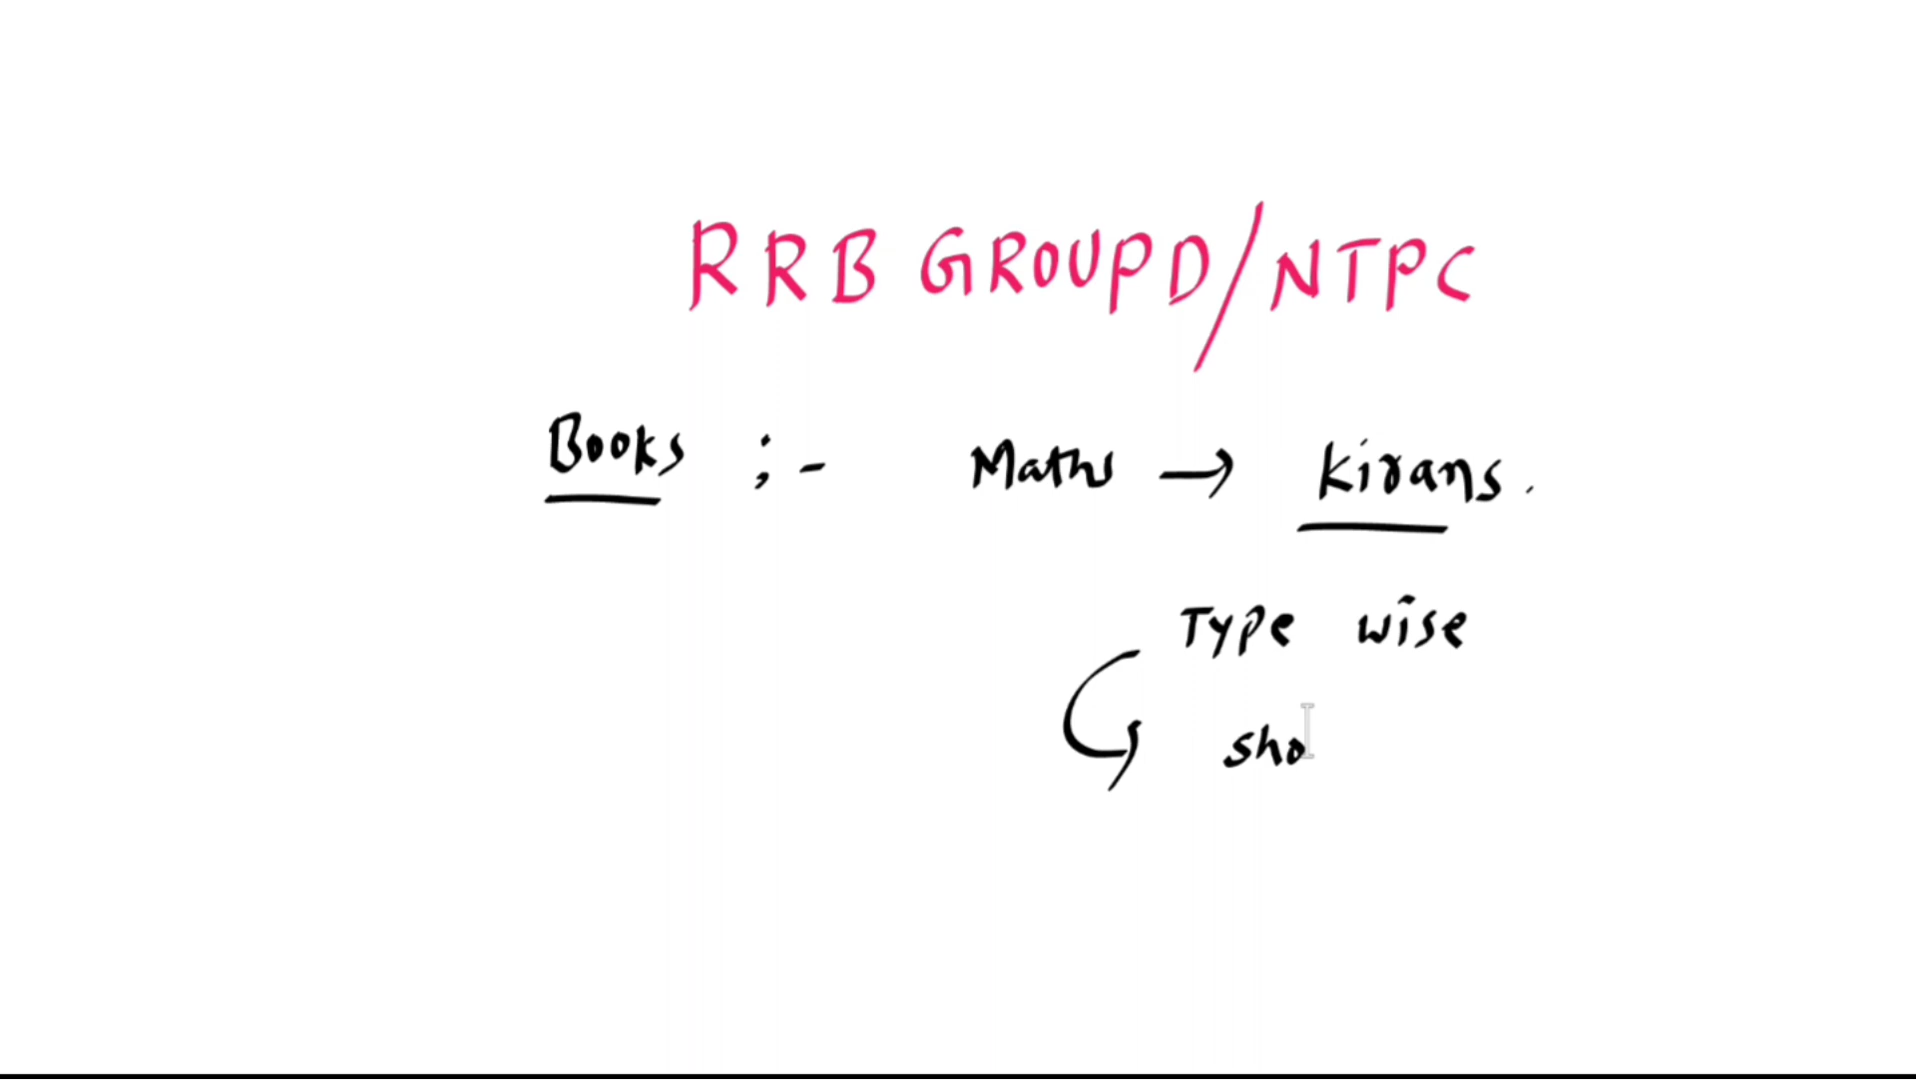 RRB GROUPD/NTPC
Books :- Maths → Kirans.
Type wise
sho